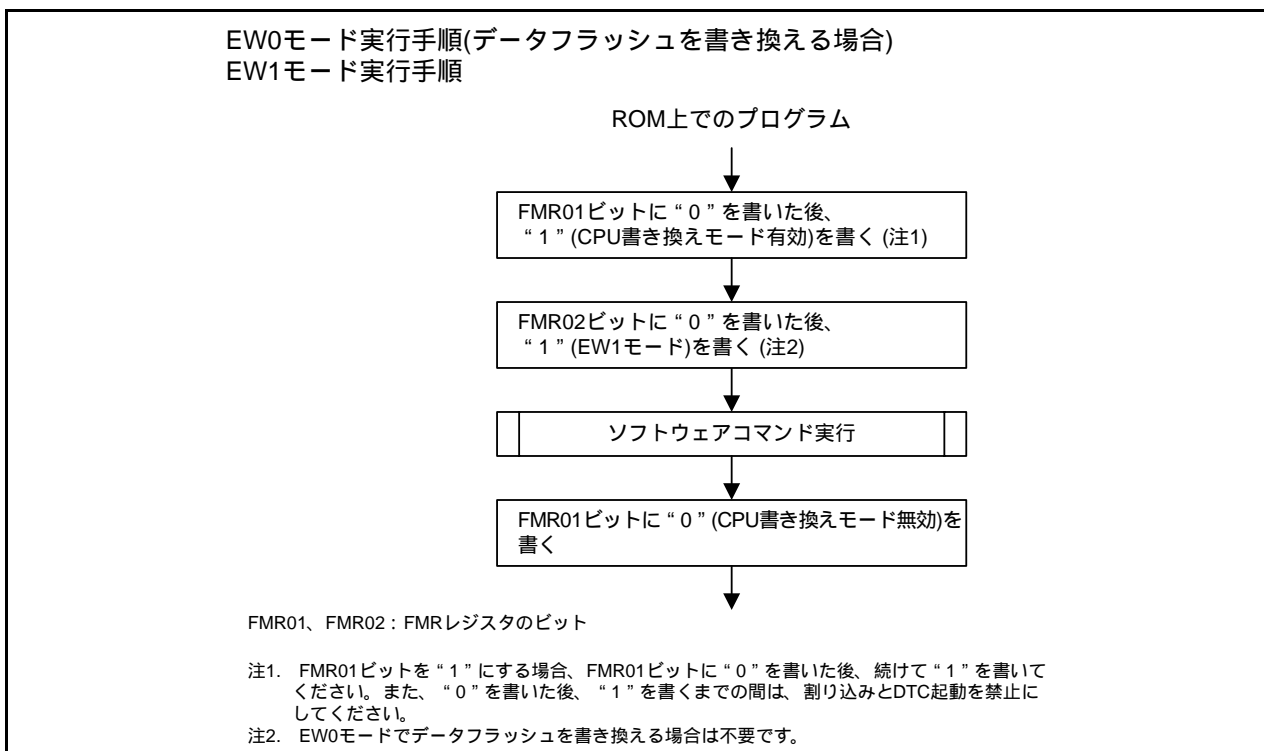 EW0モード実行手順(データフラッシュを書き換える場合)
EW1モード実行手順
ROM上でのプログラム
FMR01ビットに“0”を書いた後、
“1”(CPU書き換えモード有効)を書く (注1)
FMR02ビットに“0”を書いた後、
“1”(EW1モード)を書く (注2)
ソフトウェアコマンド実行
FMR01ビットに“0”(CPU書き換えモード無効)を
書く
FMR01、FMR02：FMRレジスタのビット
注1. FMR01ビットを“1”にする場合、FMR01ビットに“0”を書いた後、続けて“1”を書いて
ください。また、“0”を書いた後、“1”を書くまでの間は、割り込みとDTC起動を禁止に
してください。
注2. EW0モードでデータフラッシュを書き換える場合は不要です。